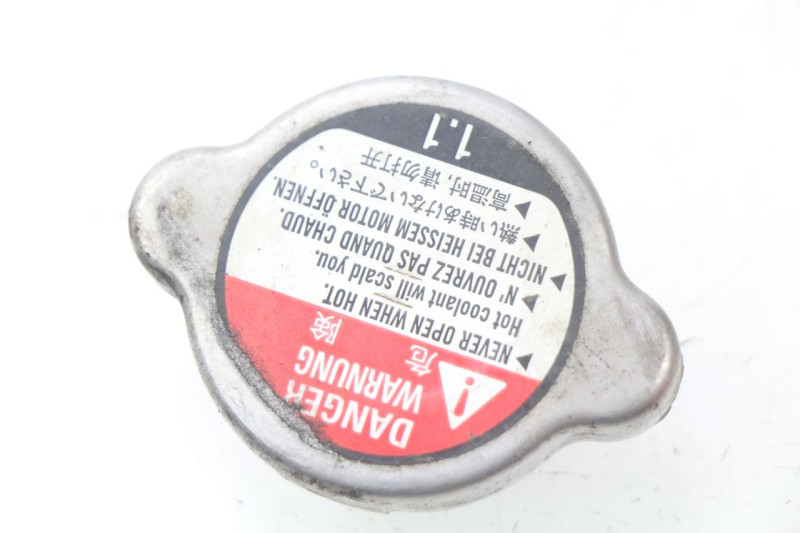 DANGER
WARNUNG
危険
▶ NEVER OPEN WHEN HOT.
Hot coolant will scald you.
▶ N' OUVREZ PAS QUAND CHAUD.
▶ NICHT BEI HEISSEM MOTOR ÖFFNEN.
▶ 熱い時あけないで下さい。
▶ 高温时, 请勿打开
1.1